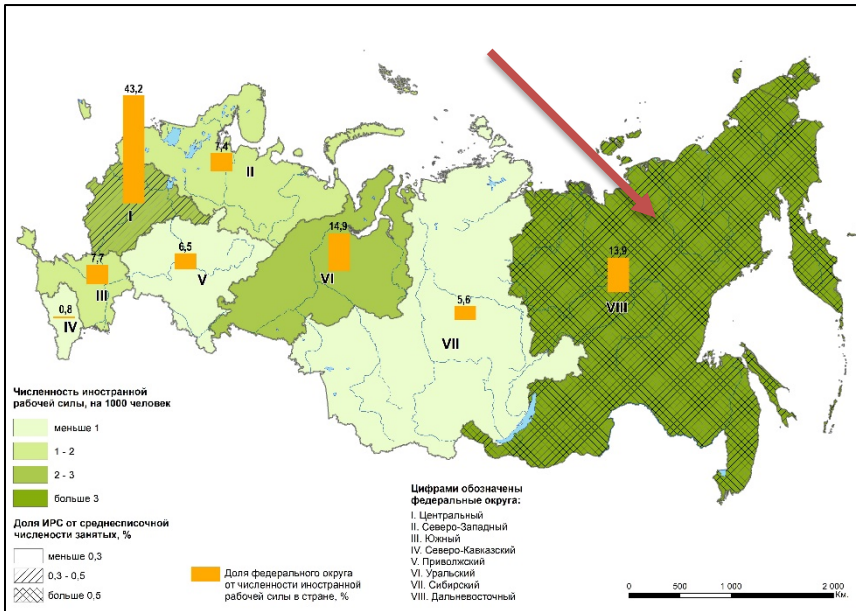 43,2
7,4
II
I
14,9
13,9
6,5
7,7
V
VI
VIII
III
0,8
5,6
IV
VII
Численность иностранной
рабочей силы, на 1000 человек
меньше 1
1 - 2
2 - 3
больше 3
Доля ИРС от среднесписочной
числености занятых, %
меньше 0,3
0,3 - 0,5
больше 0,5
Доля федерального округа
от численности иностранной
рабочей силы в стране, %
Цифрами обозначены
федеральные округа:
I. Центральный
II. Северо-Западный
III. Южный
IV. Северо-Кавказский
V. Приволжский
VI. Уральский
VII. Сибирский
VIII. Дальневосточный
0 500 1 000 2 000
Км.